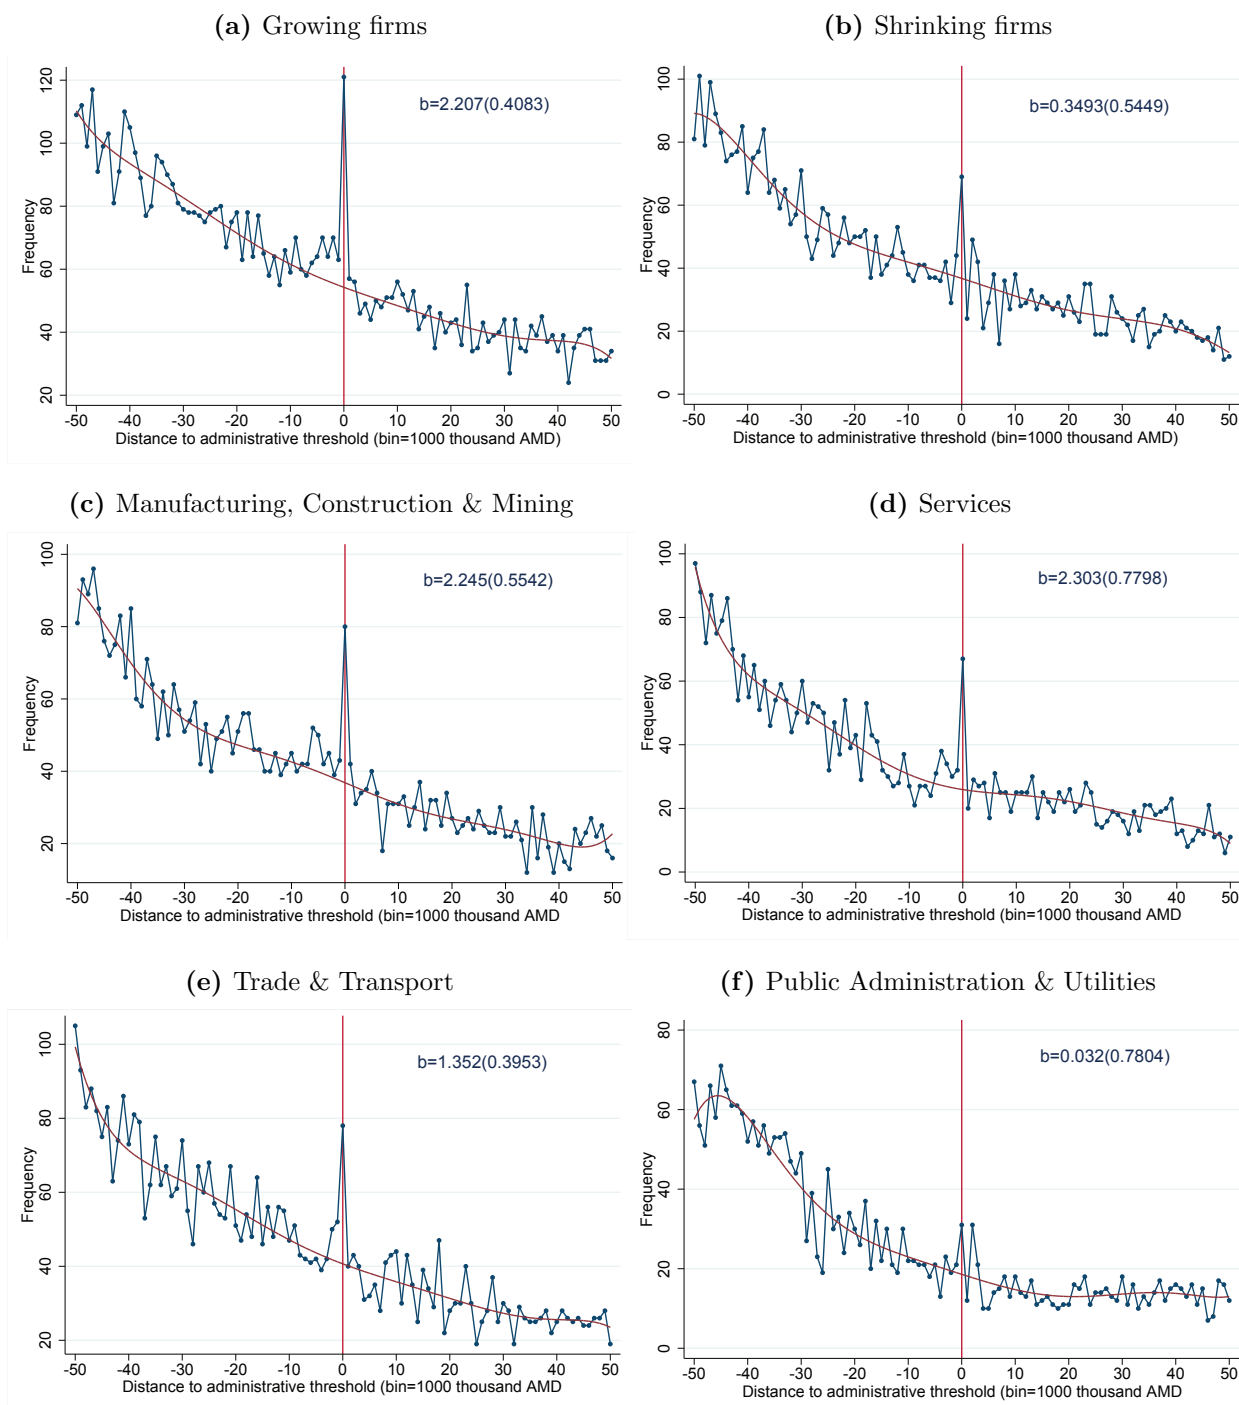 (a) Growing firms
120
100
80
60
40
20
Frequency
b=2.207(0.4083)
-50 -40 -30 -20 -10 0 10 20 30 40 50
Distance to administrative threshold (bin=1000 thousand AMD)
(b) Shrinking firms
100
80
60
40
20
0
Frequency
b=0.3493(0.5449)
-50 -40 -30 -20 -10 0 10 20 30 40 50
Distance to administrative threshold (bin=1000 thousand AMD)
(c) Manufacturing, Construction & Mining
100
80
60
40
20
Frequency
b=2.245(0.5542)
-50 -40 -30 -20 -10 0 10 20 30 40 50
Distance to administrative threshold (bin=1000 thousand AMD
(d) Services
100
80
60
40
20
0
Frequency
b=2.303(0.7798)
-50 -40 -30 -20 -10 0 10 20 30 40 50
Distance to administrative threshold (bin=1000 thousand AMD
(e) Trade & Transport
100
80
60
40
20
Frequency
b=1.352(0.3953)
-50 -40 -30 -20 -10 0 10 20 30 40 50
Distance to administrative threshold (bin=1000 thousand AMD
(f) Public Administration & Utilities
80
60
40
20
0
Frequency
b=0.032(0.7804)
-50 -40 -30 -20 -10 0 10 20 30 40 50
Distance to administrative threshold (bin=1000 thousand AMD